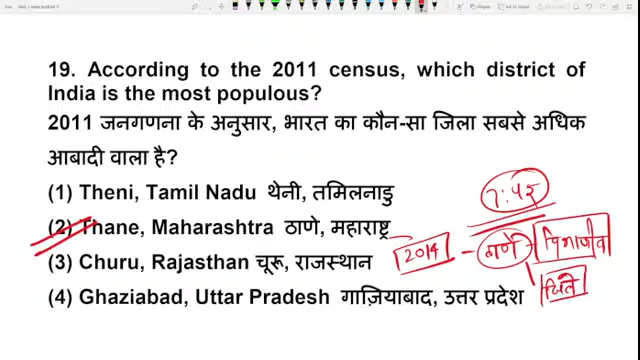 19. According to the 2011 census, which district of
India is the most populous?
2011 जनगणना के अनुसार, भारत का कौन-सा जिला सबसे अधिक
आबादी वाला है?
(1) Theni, Tamil Nadu थेनी, तमिलनाडु
(2) Thane, Maharashtra ठाणे, महाराष्ट्र
(3) Churu, Rajasthan चूरू, राजस्थान
(4) Ghaziabad, Uttar Pradesh गाज़ियाबाद, उत्तर प्रदेश
2014